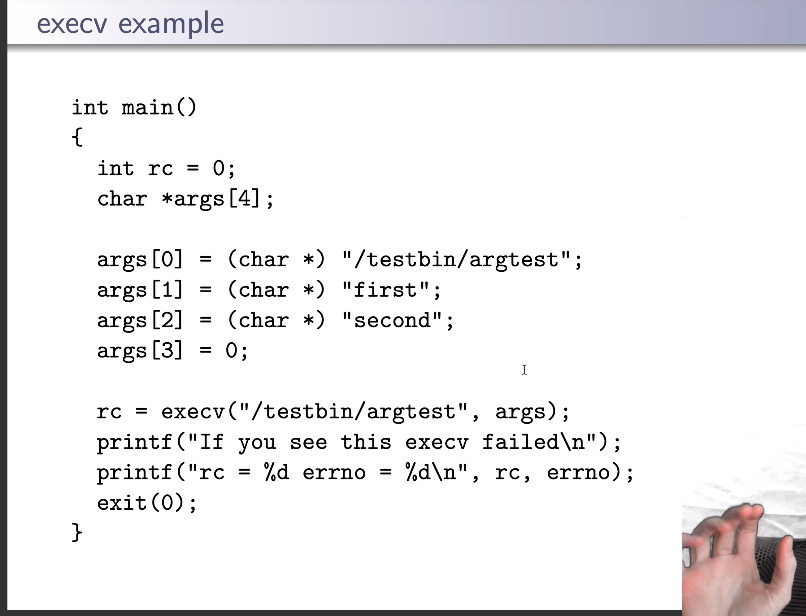 execv example
int main()
{
int rc = 0;
char *args[4];
args[0] = (char *) "/testbin/argtest";
args[1] = (char *) "first";
args[2] = (char *) "second";
args[3] = 0;
rc = execv("/testbin/argtest", args);
printf("If you see this execv failed\n");
printf("rc = %d errno = %d\n", rc, errno);
exit(0);
}